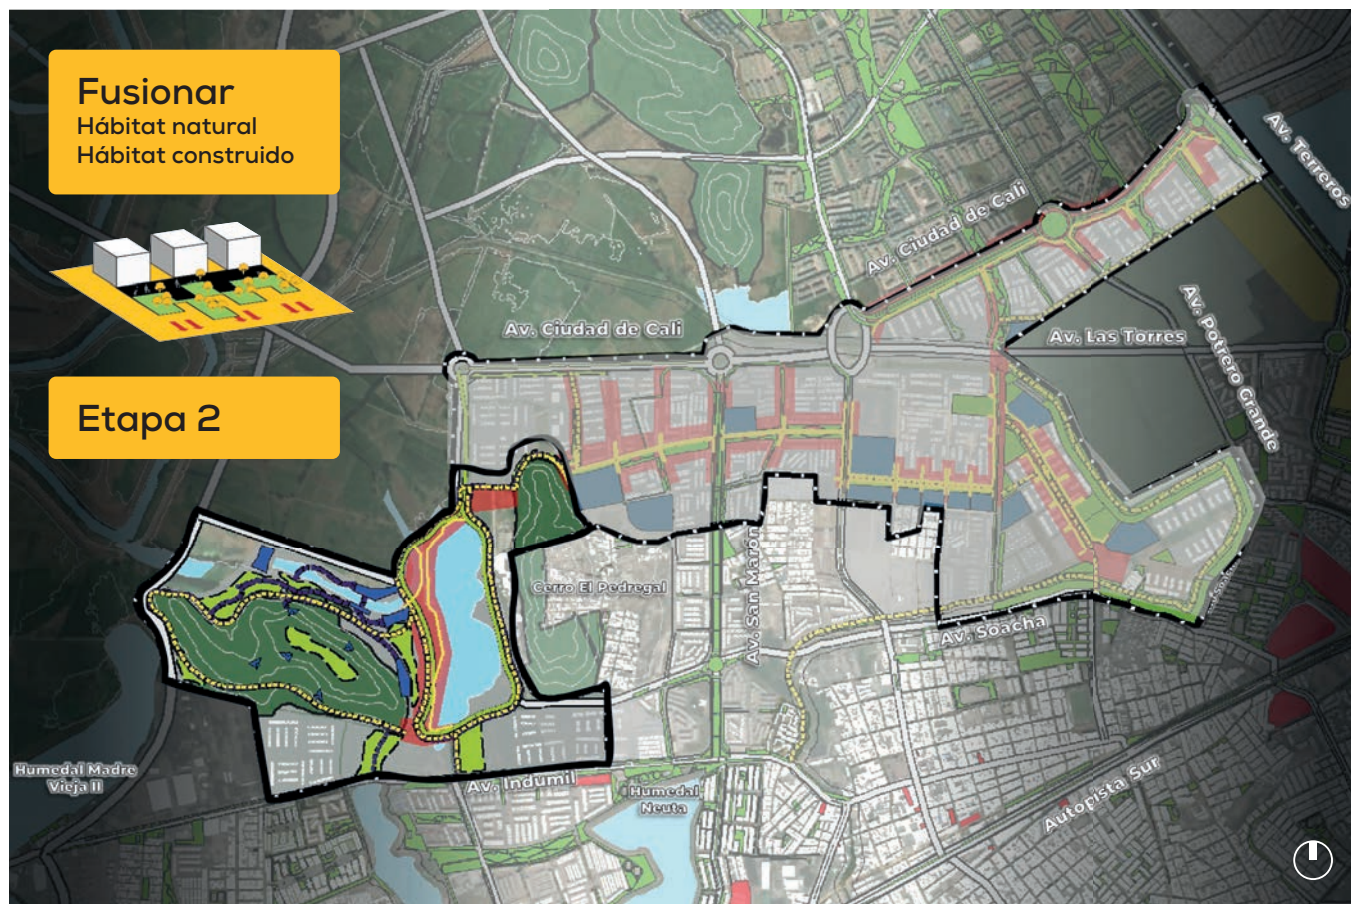 Fusionar
Hábitat natural
Hábitat construido
Etapa 2
Av. Terreros
Av. Ciudad de Cali
Av. Ciudad de Cali
Av. Las Torres
Av. Potrero Grande
Cerro El Pedregal
Av. San Marón
Av. Soacha
Humedal Madre
Vieja II
Av. Indumil
Humedal
Neuta
Autopista Sur